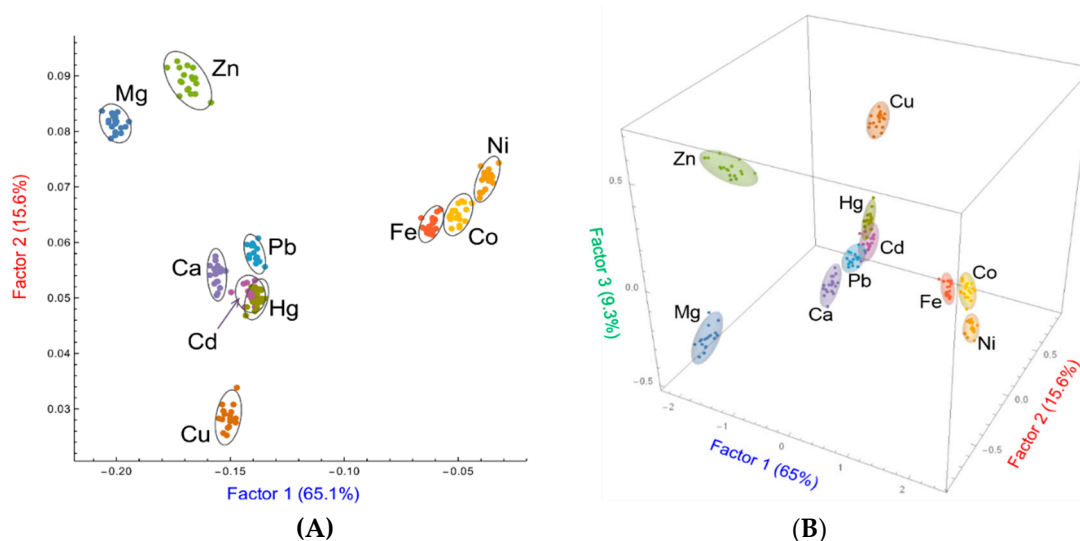 0.09
0.08
0.07
0.06
0.05
0.04
0.03
−0.20
−0.15
−0.10
−0.05
Factor 2 (15.6%)
Factor 1 (65.1%)
Zn
Mg
Ni
Fe
Co
Pb
Ca
Hg
Cd
Cu
(A)
Cu
Zn
Hg
Cd
Pb
Co
Fe
Ca
Mg
Ni
0.5
0.0
−0.5
−2
−1
0
1
2
−0.5
0.0
0.5
Factor 3 (9.3%)
Factor 1 (65%)
Factor 2 (15.6%)
(B)